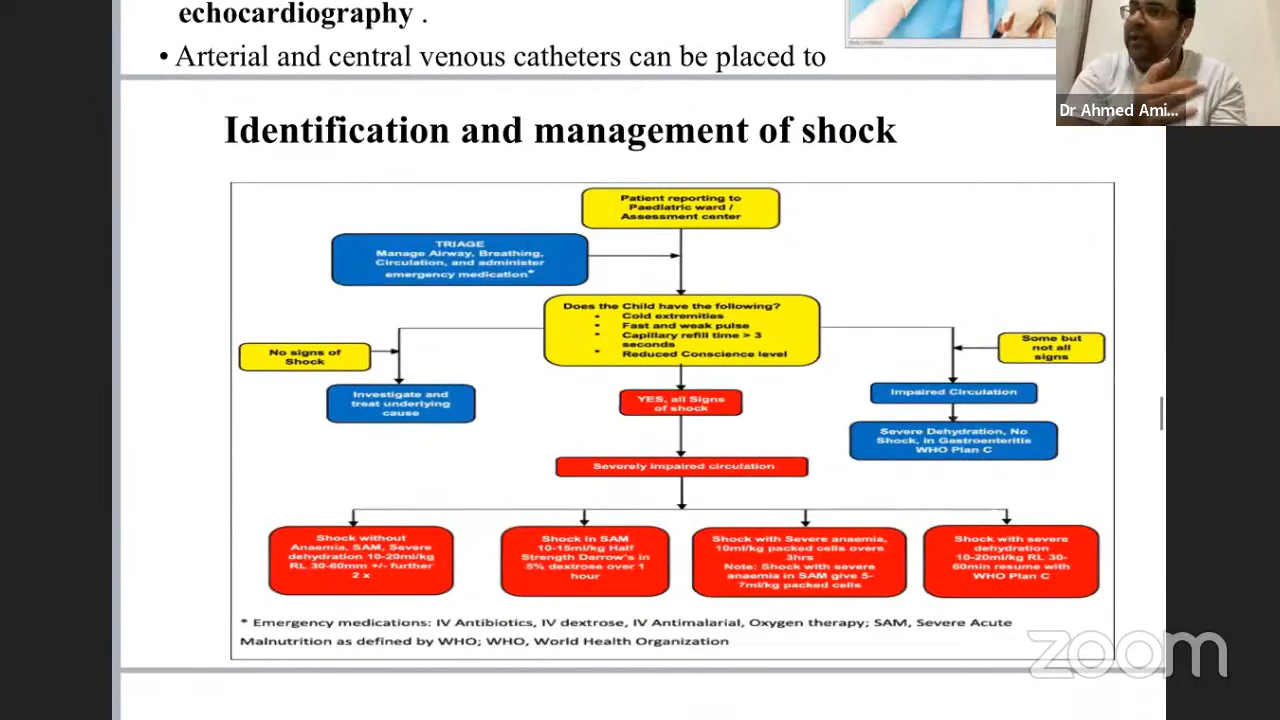 echocardiography .
• Arterial and central venous catheters can be placed to
Dr Ahmed Ami...
Identification and management of shock
Patient reporting to
Paediatric ward /
Assessment center
TRIAGE
Manage Airway, Breathing,
Circulation, and administer
emergency medication*
Does the Child have the following?
• Cold extremities
• Fast and weak pulse
• Capillary refill time > 3
seconds
• Reduced Conscience level
No signs of
Shock
Some but
not all
signs
Investigate and
treat underlying
cause
YES, all Signs
of shock
Impaired Circulation
Severe Dehydration, No
Shock, in Gastroenteritis
WHO Plan C
Severely impaired circulation
Shock without
Anaemia, SAM, Severe
dehydration 10-20ml/kg
RL 30-60mm +/- further
2 x
Shock in SAM
10-15ml/kg Half
Strength Darrow's in
5% dextrose over 1
hour
Shock with Severe anaemia,
10ml/kg packed cells overs
3hrs
Note: Shock with severe
anaemia in SAM give 5-
7ml/kg packed cells
Shock with severe
dehydration
10-20ml/kg RL 30-
60min resume with
WHO Plan C
* Emergency medications: IV Antibiotics, IV dextrose, IV Antimalarial, Oxygen therapy; SAM, Severe Acute
Malnutrition as defined by WHO; WHO, World Health Organization
zoom